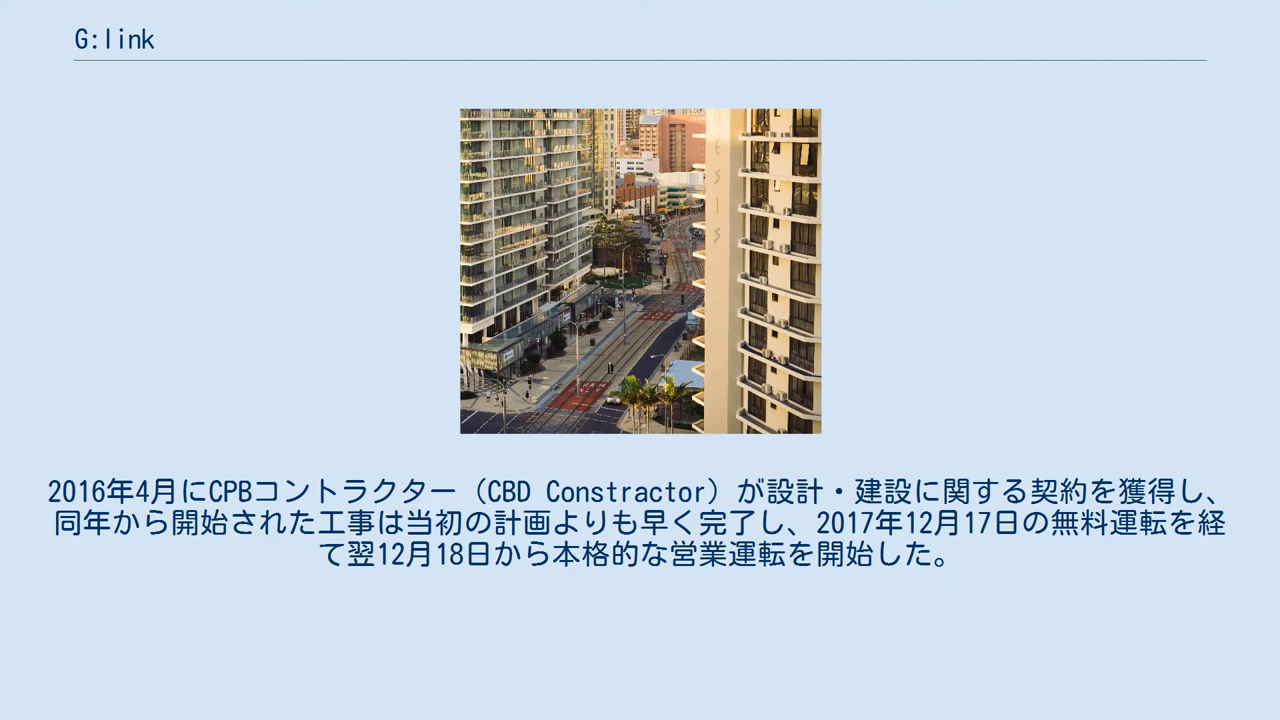 G:link
NESIS
2016年4月にCPBコントラクター（CBD Constractor）が設計・建設に関する契約を獲得し、
同年から開始された工事は当初の計画よりも早く完了し、2017年12月17日の無料運転を経
て翌12月18日から本格的な営業運転を開始した。